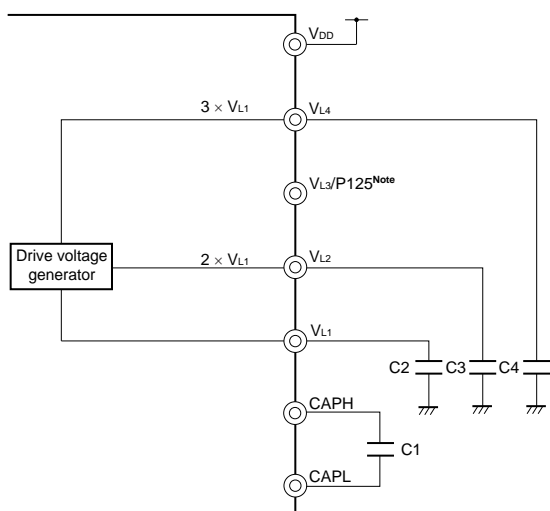 VDD
3 × VL1 VL4
VL3/P125Note
Drive voltage
generator
2 × VL1 VL2
VL1
C2 C3 C4
CAPH
C1
CAPL